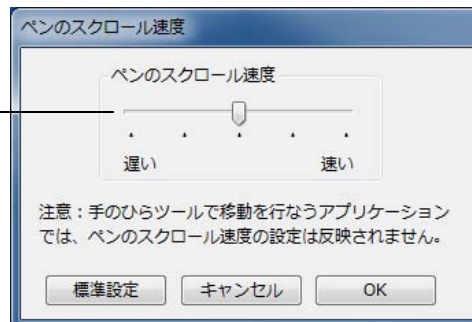 ペンのスクロール速度
ペンのスクロール速度
遅い 速い
注意：手のひらツールで移動を行なうアプリケーション
では、ペンのスクロール速度の設定は反映されません。
標準設定 キャンセル OK